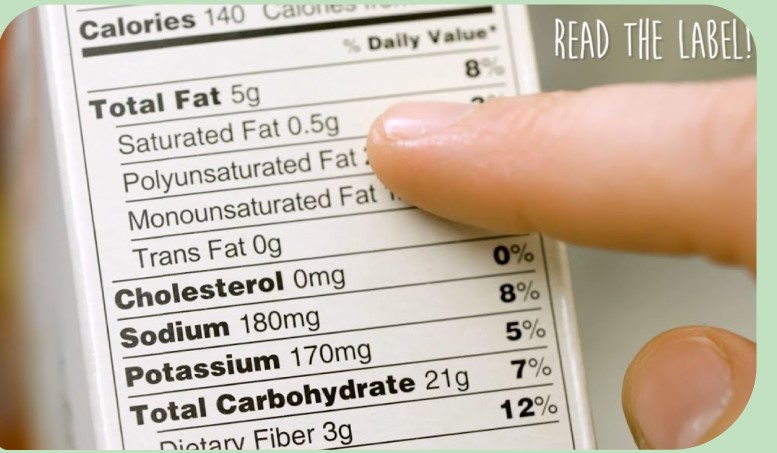 READ THE LABEL!
Calories 140 Calories from
% Daily Value*
Total Fat 5g 8%
Saturated Fat 0.5g
Polyunsaturated Fat
Monounsaturated Fat
Trans Fat 0g
Cholesterol 0mg 0%
Sodium 180mg 8%
Potassium 170mg 5%
Total Carbohydrate 21g 7%
Dietary Fiber 3g 12%